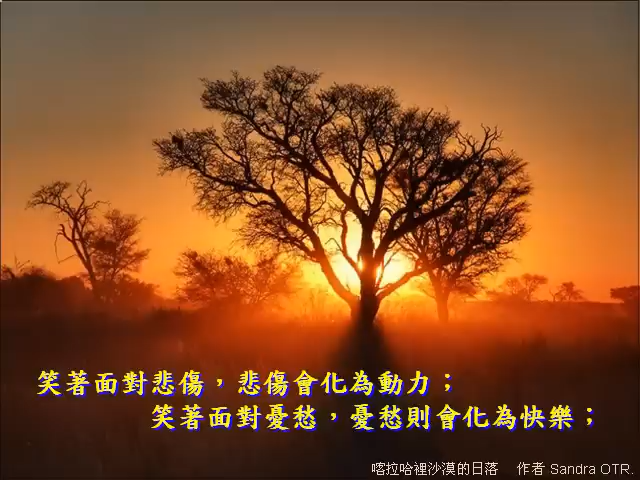 笑著面對悲傷，悲傷會化為動力；
笑著面對憂愁，憂愁則會化為快樂；
喀拉哈裡沙漠的日落　作者 Sandra OTR.